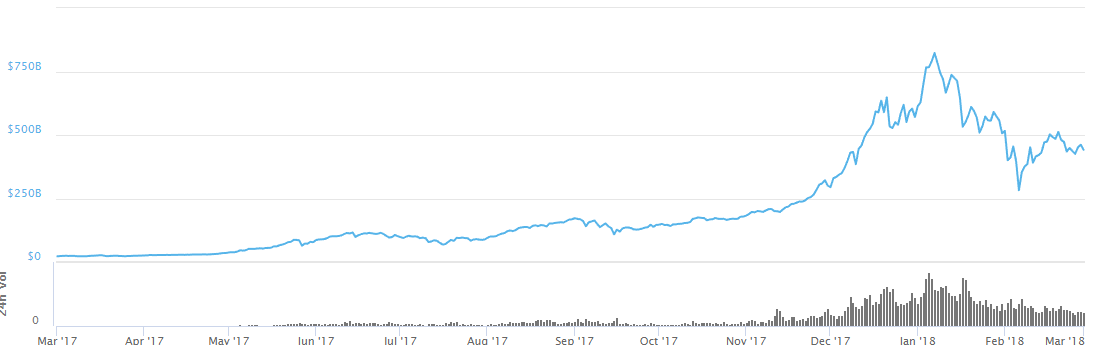 $750B
$500B
$250B
$0
24h Vol
0
Mar '17 Apr '17 May '17 Jun '17 Jul '17 Aug '17 Sep '17 Oct '17 Nov '17 Dec '17 Jan '18 Feb '18 Mar '18